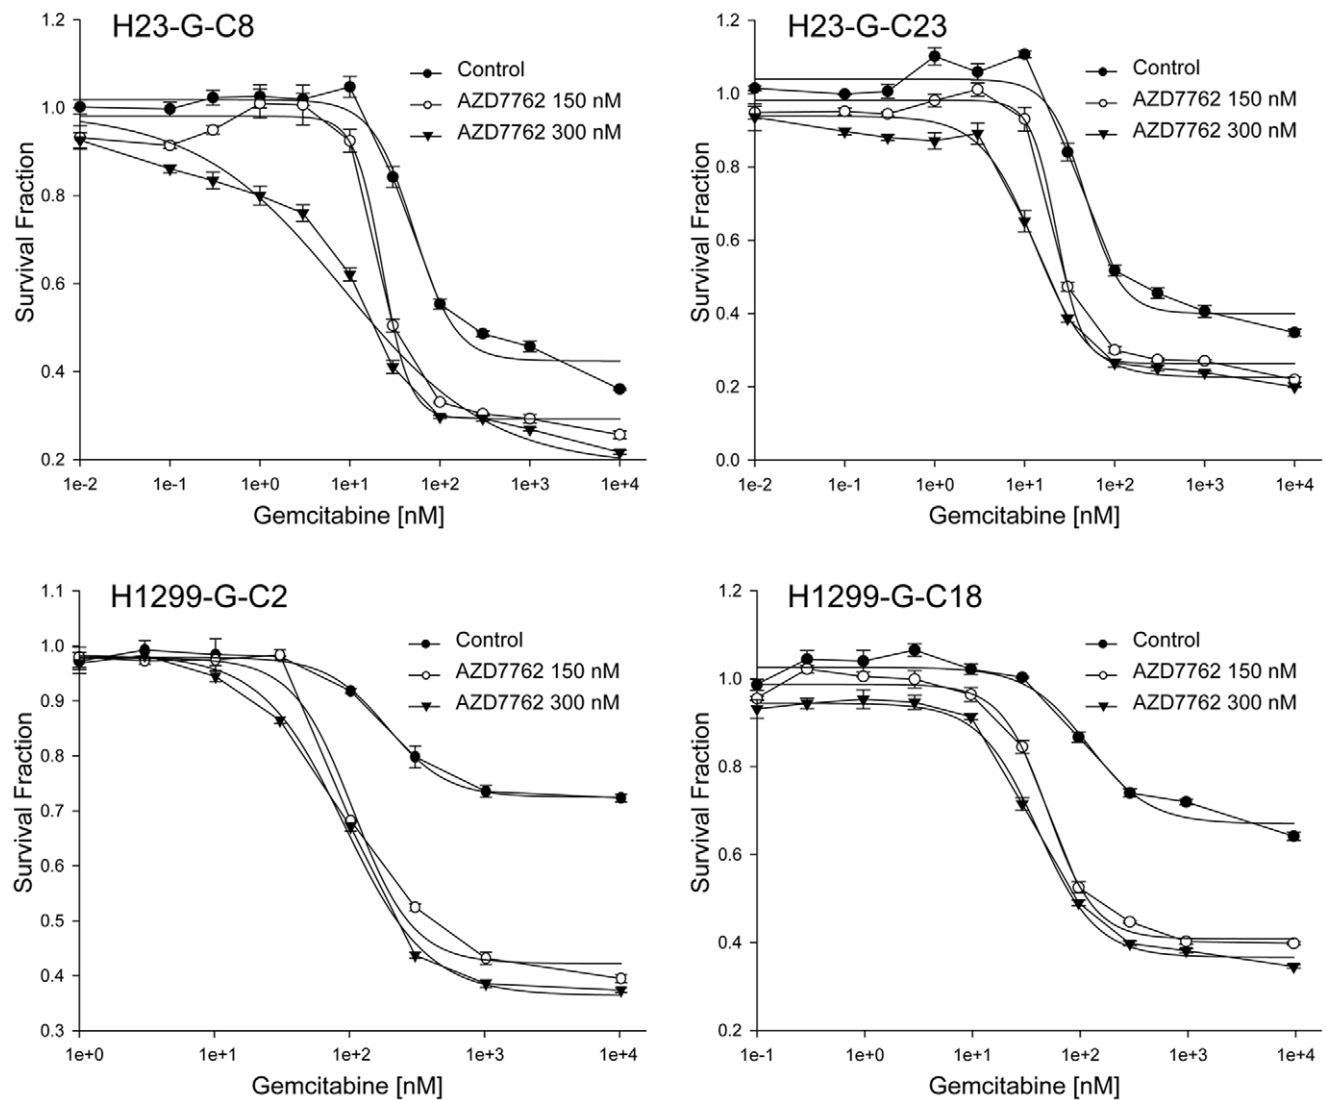 H23-G-C8
Control
AZD7762 150 nM
AZD7762 300 nM
Survival Fraction
1.2
1.0
0.8
0.6
0.4
0.2
1e-2 1e-1 1e+0 1e+1 1e+2 1e+3 1e+4
Gemcitabine [nM]
H23-G-C23
Control
AZD7762 150 nM
AZD7762 300 nM
Survival Fraction
1.2
1.0
0.8
0.6
0.4
0.2
0.0
1e-2 1e-1 1e+0 1e+1 1e+2 1e+3 1e+4
Gemcitabine [nM]
H1299-G-C2
Control
AZD7762 150 nM
AZD7762 300 nM
Survival Fraction
1.1
1.0
0.9
0.8
0.7
0.6
0.5
0.4
0.3
1e+0 1e+1 1e+2 1e+3 1e+4
Gemcitabine [nM]
H1299-G-C18
Control
AZD7762 150 nM
AZD7762 300 nM
Survival Fraction
1.2
1.0
0.8
0.6
0.4
0.2
1e-1 1e+0 1e+1 1e+2 1e+3 1e+4
Gemcitabine [nM]